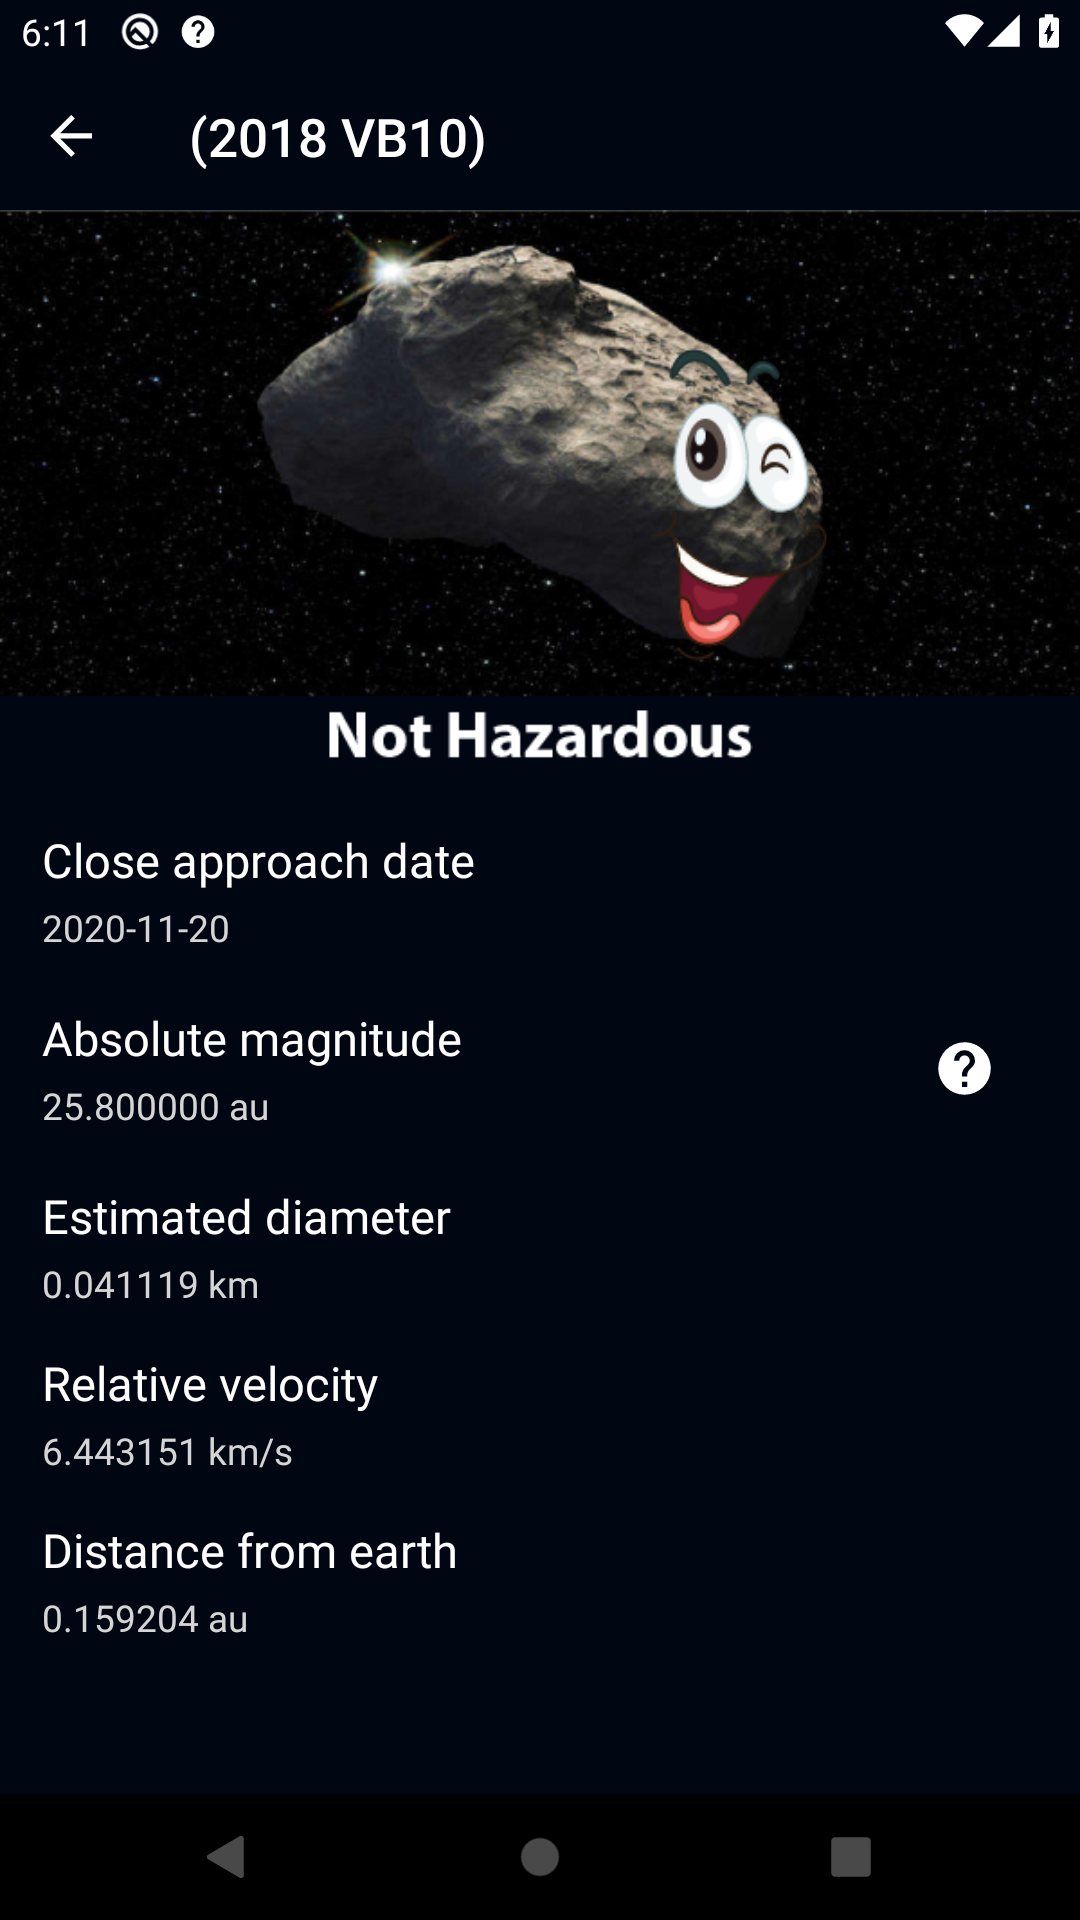 6:11
(2018 VB10)
Not Hazardous
Close approach date
2020-11-20
Absolute magnitude
25.800000 au
Estimated diameter
0.041119 km
Relative velocity
6.443151 km/s
Distance from earth
0.159204 au